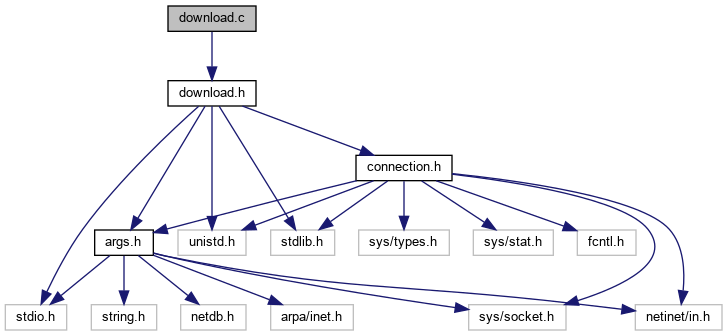 download.c
download.h
connection.h
args.h
unistd.h
stdlib.h
sys/types.h
sys/stat.h
fcntl.h
stdio.h
string.h
netdb.h
arpa/inet.h
sys/socket.h
netinet/in.h